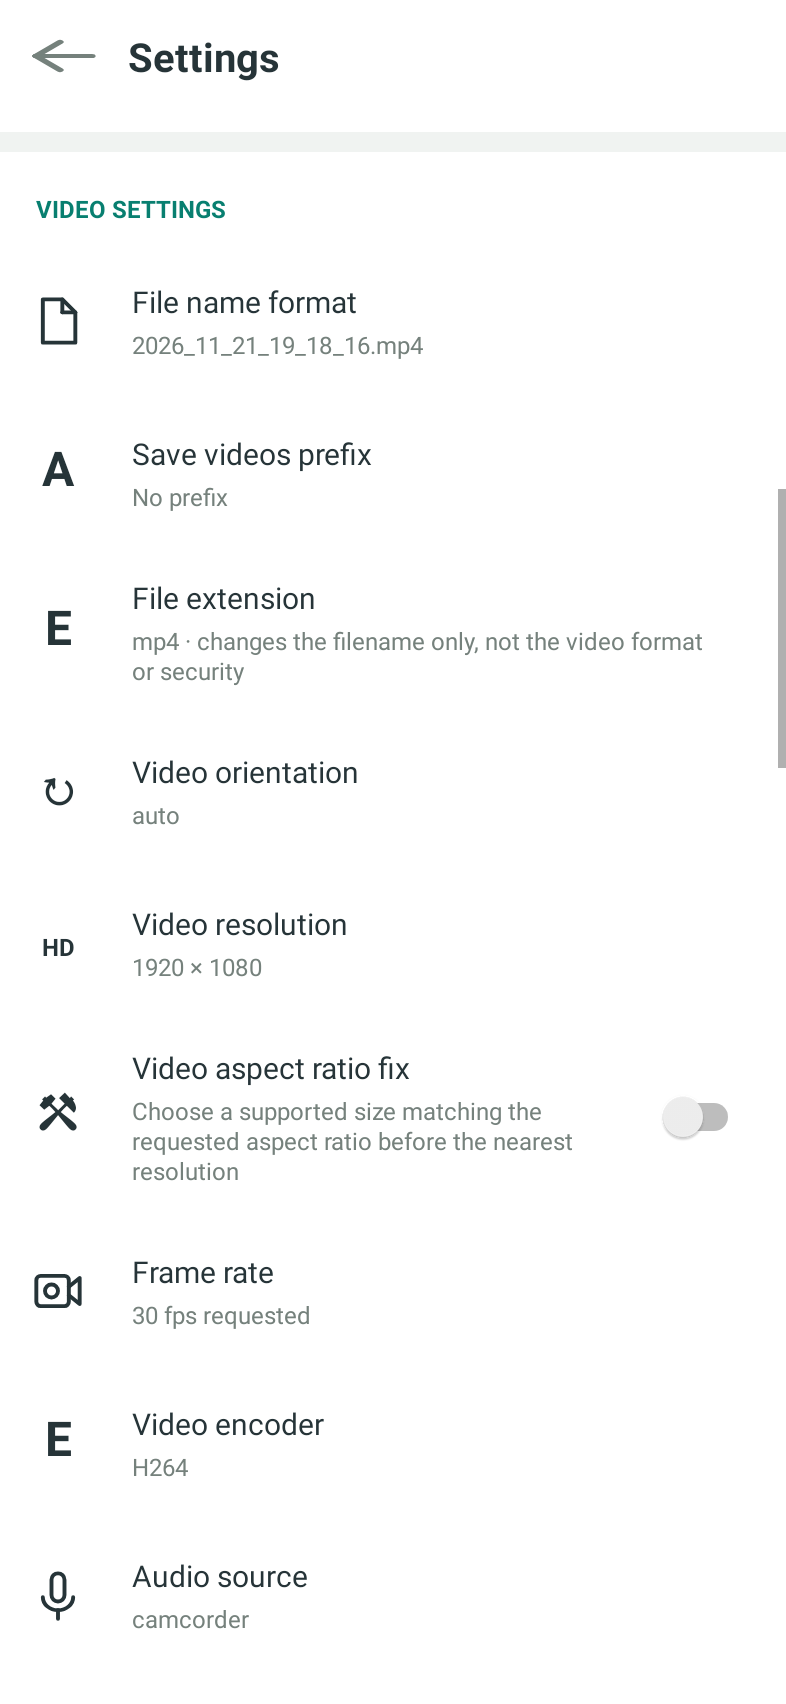 Settings
VIDEO SETTINGS
File name format
2026_11_21_19_18_16.mp4
A
Save videos prefix
No prefix
E
File extension
mp4 · changes the filename only, not the video format
or security
Video orientation
auto
HD
Video resolution
1920 × 1080
Video aspect ratio fix
Choose a supported size matching the
requested aspect ratio before the nearest
resolution
Frame rate
30 fps requested
E
Video encoder
H264
Audio source
camcorder